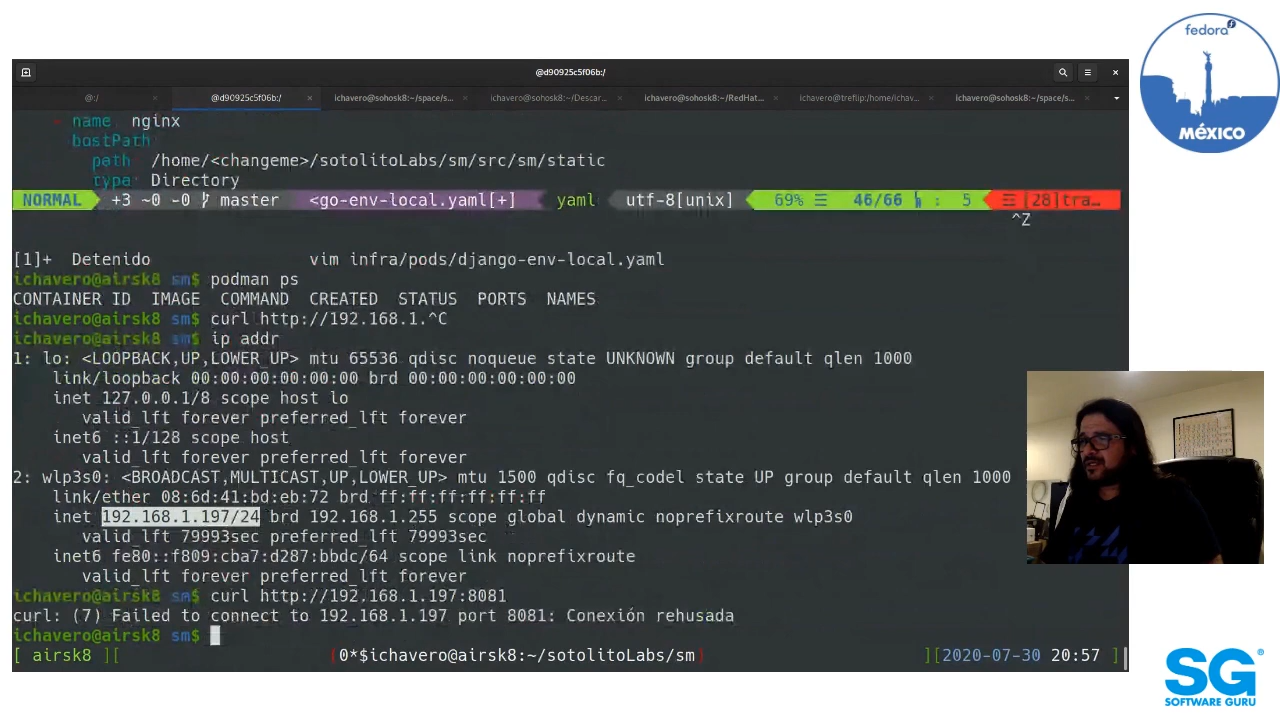 fedora
México
@d90925c5f06b:/
@:/ × @d90925c5f06b:/ × ichavero@sohosk8:~/space/s... × ichavero@sohosk8:~/Descar... × ichavero@sohosk8:~/RedHat... × ichavero@treflip:/home/ichav... × ichavero@sohosk8:~/space/s... ×
- name nginx
hostPath
path /home/<changeme>/sotolitoLabs/sm/src/sm/static
type Directory
NORMAL +3 ~0 -0 master <go-env-local.yaml[+] yaml utf-8[unix] 69% ☰ 46/66 : 5 ☰ [28]tra…
^Z
[1]+ Detenido vim infra/pods/django-env-local.yaml
ichavero@airsk8 sm$ podman ps
CONTAINER ID IMAGE COMMAND CREATED STATUS PORTS NAMES
ichavero@airsk8 sm$ curl http://192.168.1.^C
ichavero@airsk8 sm$ ip addr
1: lo: <LOOPBACK,UP,LOWER_UP> mtu 65536 qdisc noqueue state UNKNOWN group default qlen 1000
link/loopback 00:00:00:00:00:00 brd 00:00:00:00:00:00
inet 127.0.0.1/8 scope host lo
valid_lft forever preferred_lft forever
inet6 ::1/128 scope host
valid_lft forever preferred_lft forever
2: wlp3s0: <BROADCAST,MULTICAST,UP,LOWER_UP> mtu 1500 qdisc fq_codel state UP group default qlen 1000
link/ether 08:6d:41:bd:eb:72 brd ff:ff:ff:ff:ff:ff
inet 192.168.1.197/24 brd 192.168.1.255 scope global dynamic noprefixroute wlp3s0
valid_lft 79993sec preferred_lft 79993sec
inet6 fe80::f809:cba7:d287:bbdc/64 scope link noprefixroute
valid_lft forever preferred_lft forever
ichavero@airsk8 sm$ curl http://192.168.1.197:8081
curl: (7) Failed to connect to 192.168.1.197 port 8081: Conexión rehusada
ichavero@airsk8 sm$
[ airsk8 ][ (0*$ichavero@airsk8:~/sotolitoLabs/sm) ][2020-07-30 20:57 ]
SG®
SOFTWARE GURU